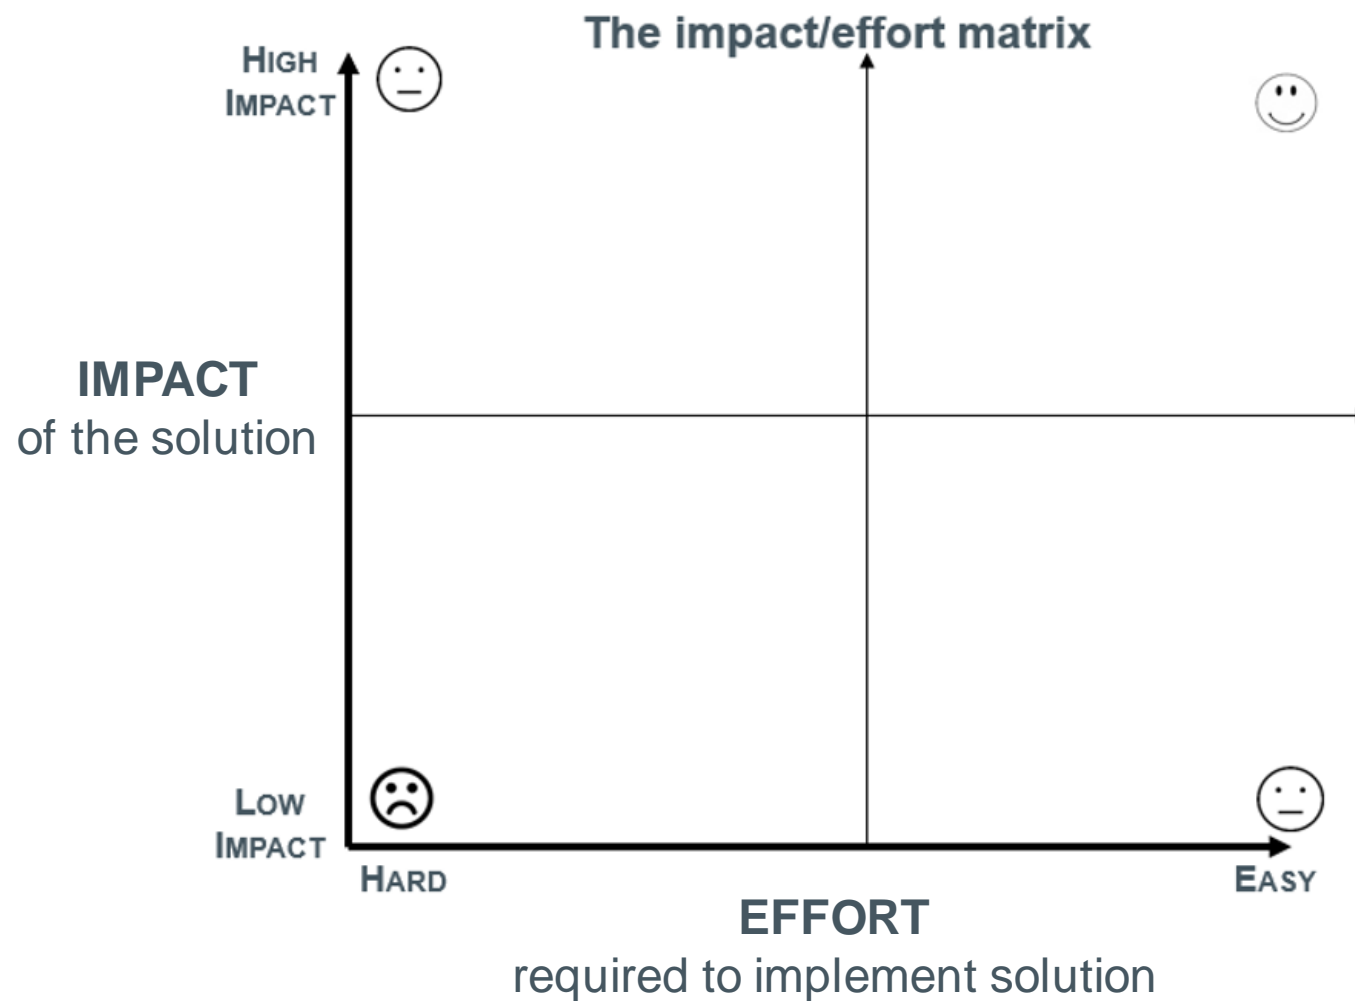 The impact/effort matrix
HIGH
IMPACT
IMPACT
of the solution
LOW
IMPACT
HARD
EASY
EFFORT
required to implement solution